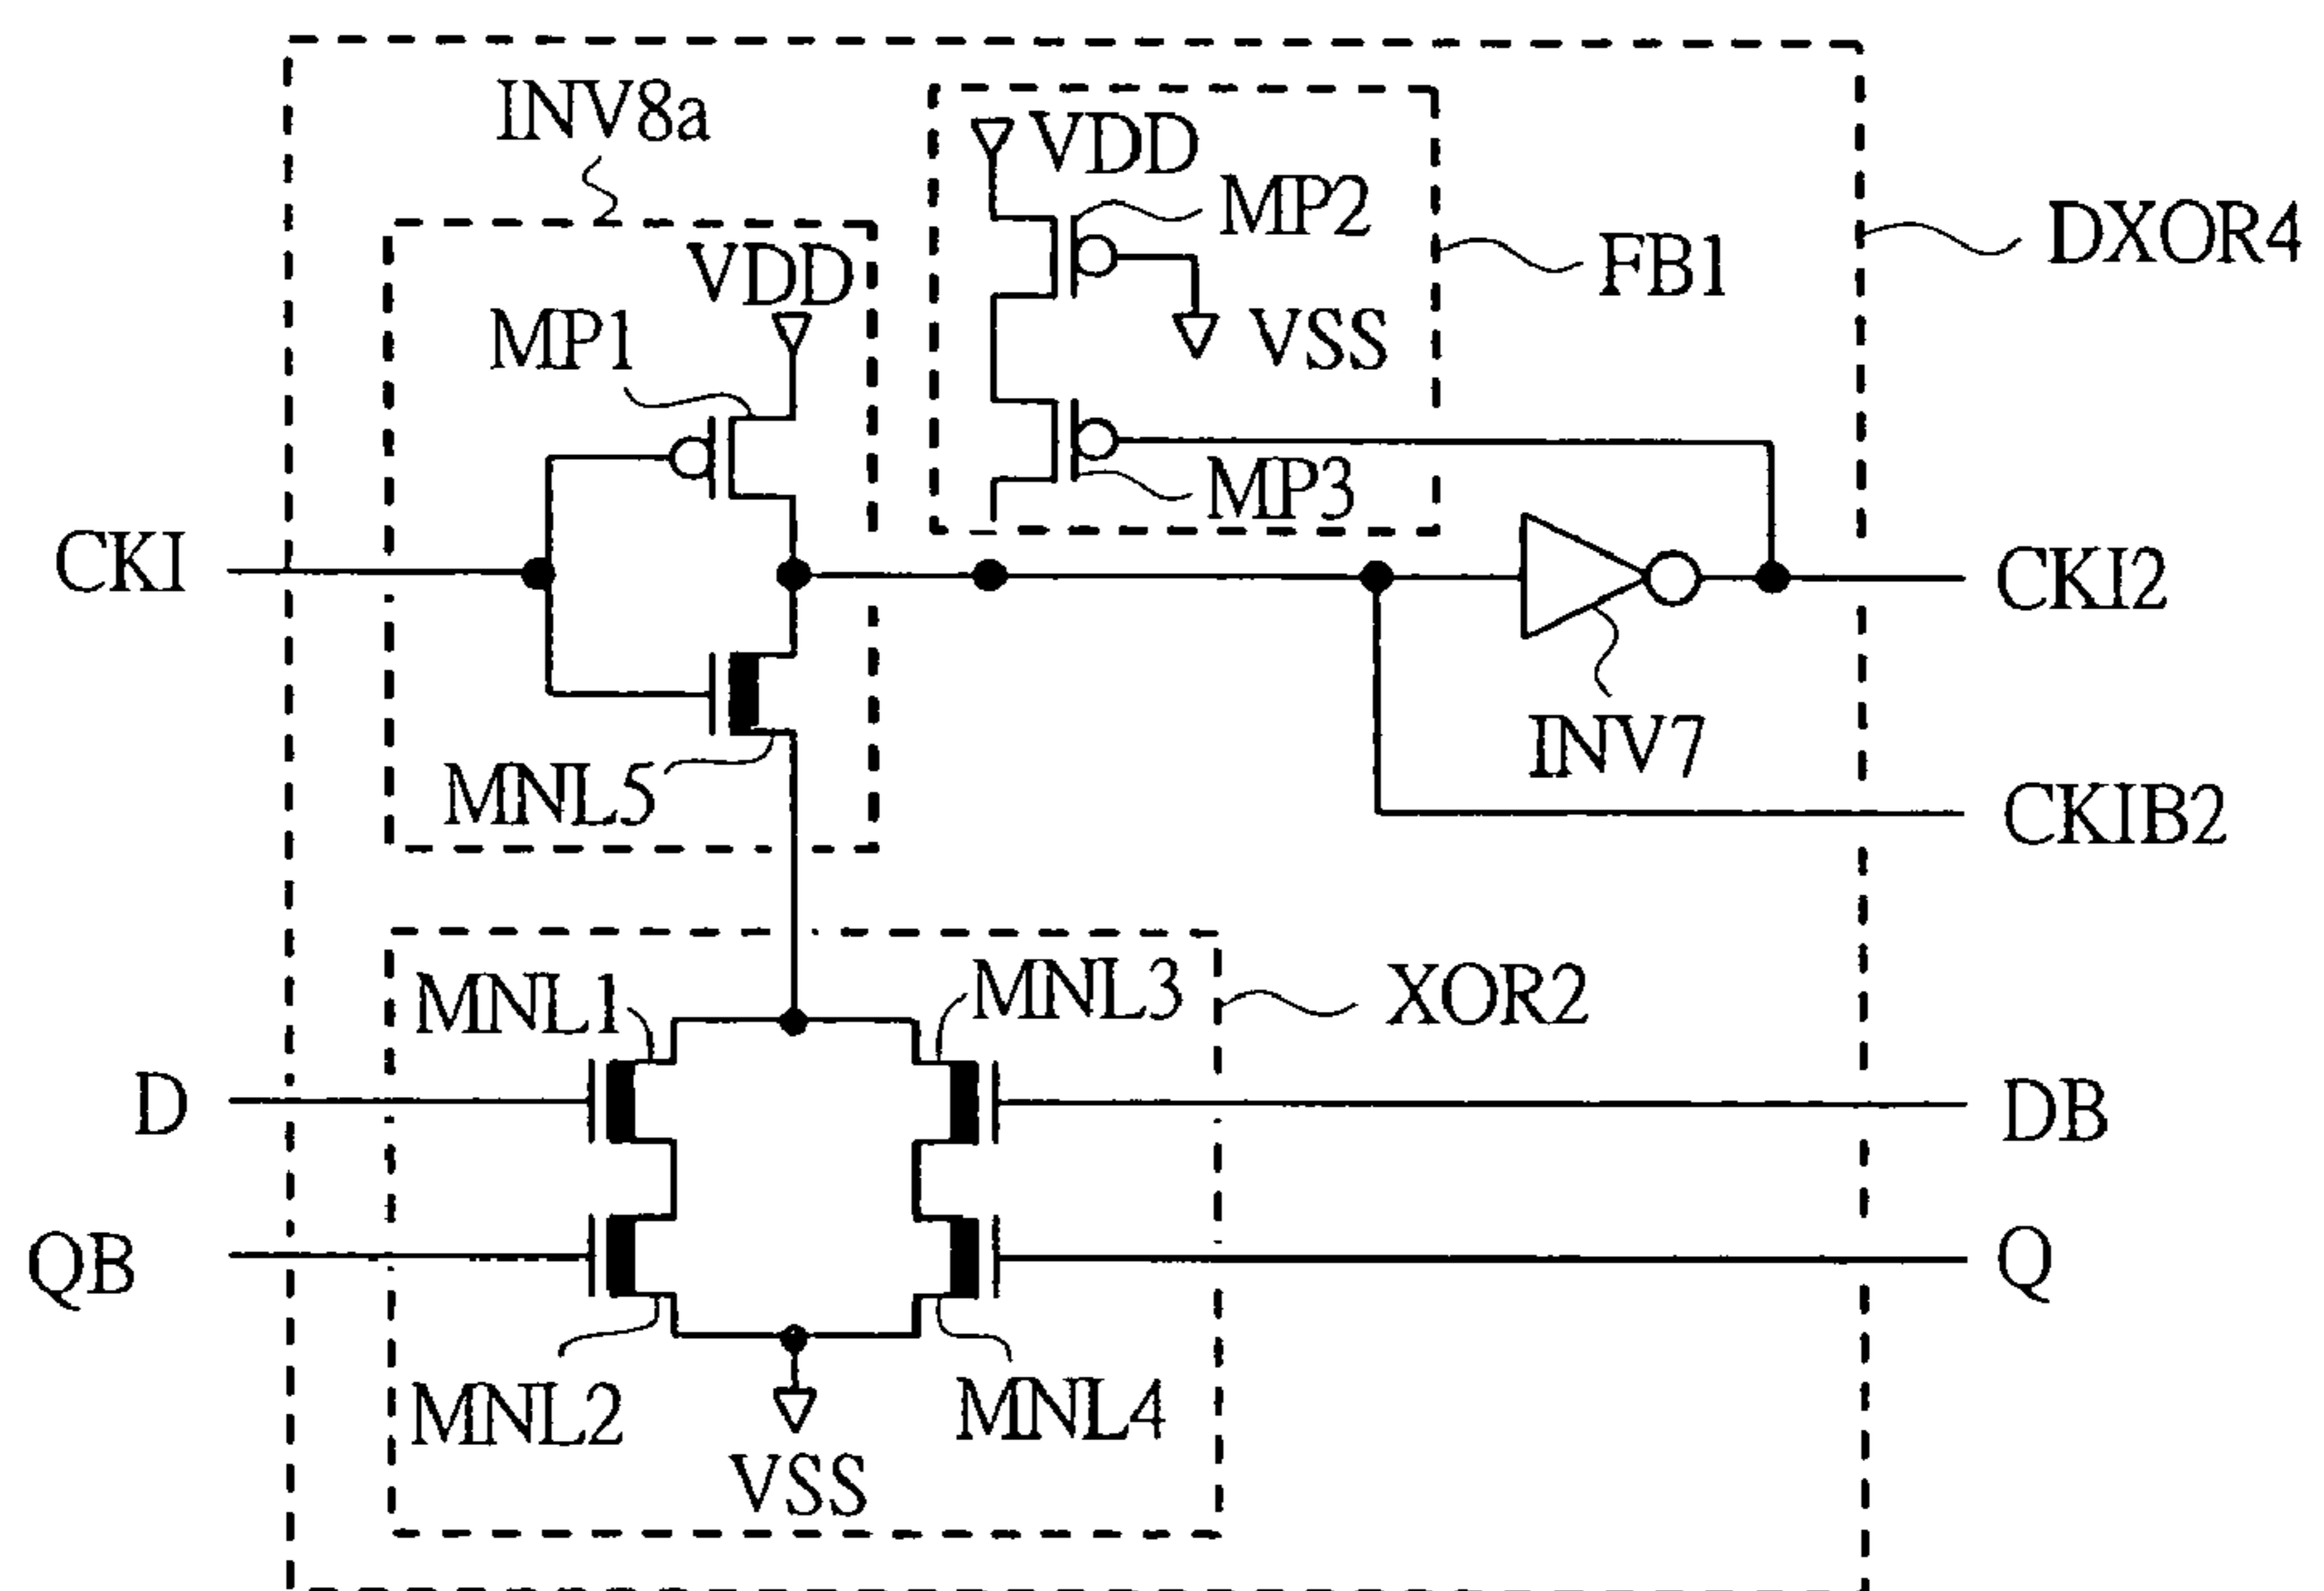 INV8a
VDD
MP2
DXOR4
FB1
VDD
MP1
VSS
MP3
CKI
CKI2
INV7
MNL5
CKIB2
MNL1
MNL3
XOR2
D
DB
QB
Q
MNL2
MNL4
VSS